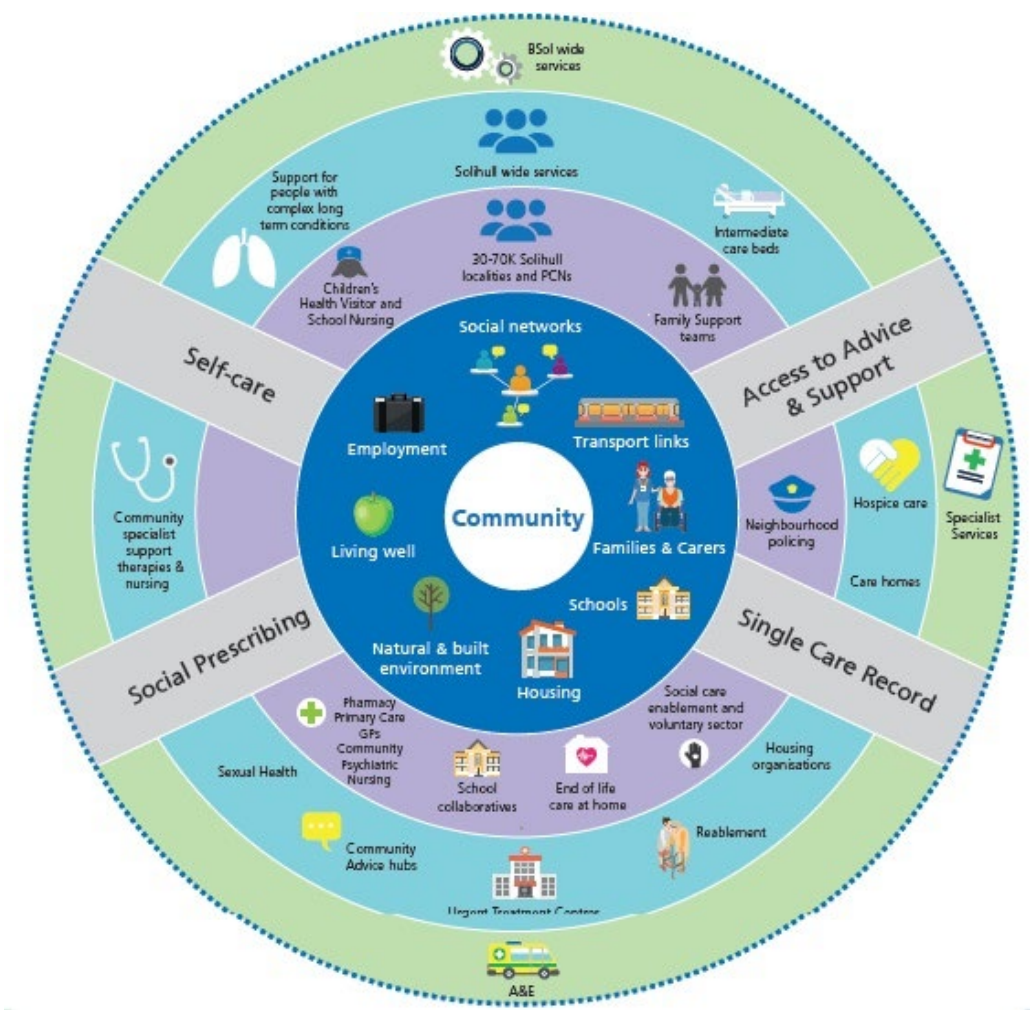 BSol wide
services
Solihull wide services
Support for
people with
complex long
term conditions
Intermediate
care beds
30-70K Solihull
localities and PCNs
Children's
Health Visitor and
School Nursing
Family Support
teams
Self-care
Access to Advice
& Support
Social networks
Employment
Transport links
Community
Living well
Families & Carers
Schools
Natural & built
environment
Housing
Community
specialist
support
therapies &
nursing
Neighbourhood
policing
Hospice care
Care homes
Specialist
Services
Social Prescribing
Single Care Record
Pharmacy
Primary Care
GPs
Community
Psychiatric
Nursing
School
collaboratives
End of life
care at home
Social care
enablement and
voluntary sector
Sexual Health
Housing
organisations
Community
Advice hubs
Reablement
Urgent Treatment Centres
A&E